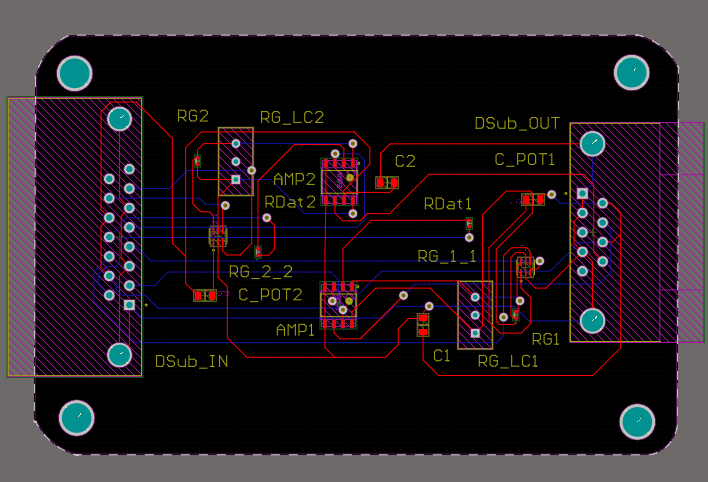 RG2
RG_LC2
DSub_OUT
C2
C_POT1
AMP2
RDat2
RDat1
RG_1_1
RG_2_2
C_POT2
AMP1
C1
RG1
DSub_IN
RG_LC1